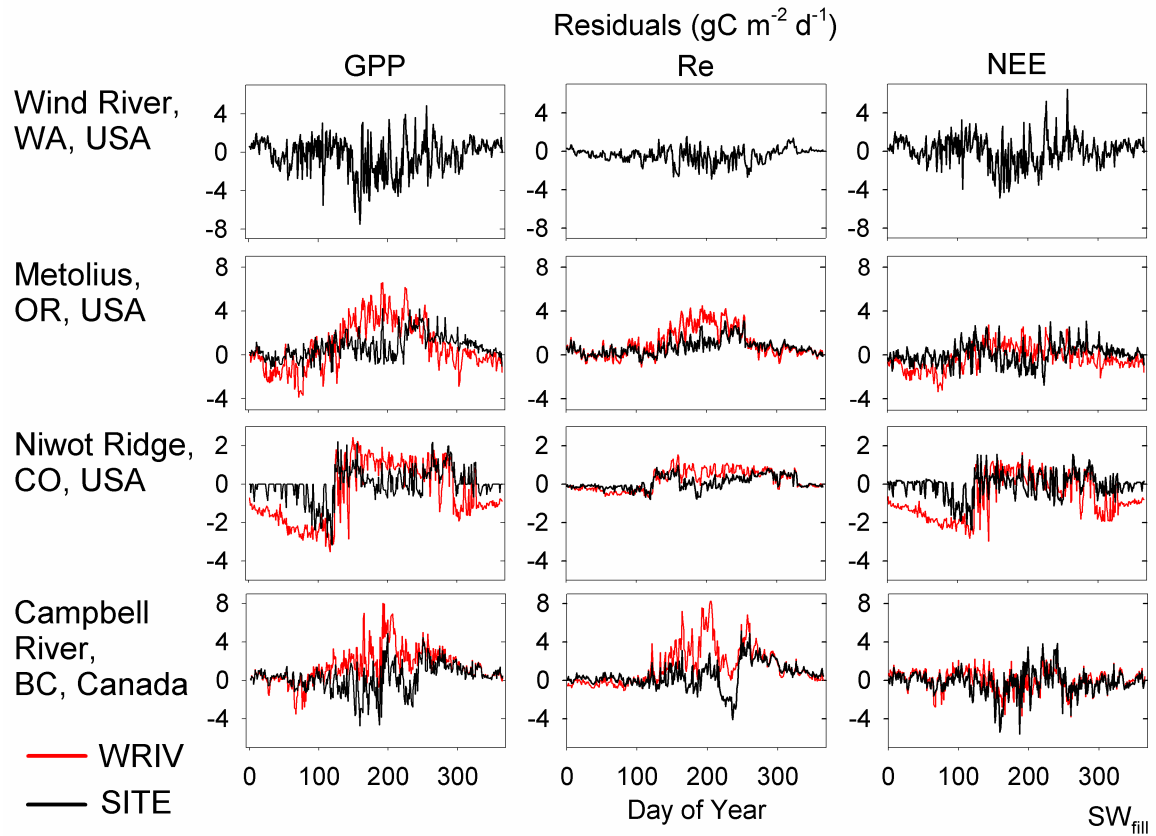 Residuals (gC m-2 d-1)
GPP Re NEE
Wind River,
WA, USA
4 4 4
0 0 0
-4 -4 -4
-8 -8 -8
Metolius,
OR, USA
8 8 8
4 4 4
0 0 0
-4 -4 -4
Niwot Ridge,
CO, USA
2 2 2
0 0 0
-2 -2 -2
-4 -4 -4
Campbell
River,
BC, Canada
8 8 8
4 4 4
0 0 0
-4 -4 -4
WRIV
SITE
0 100 200 300 0 100 200 300 0 100 200 300
Day of Year
SWfill